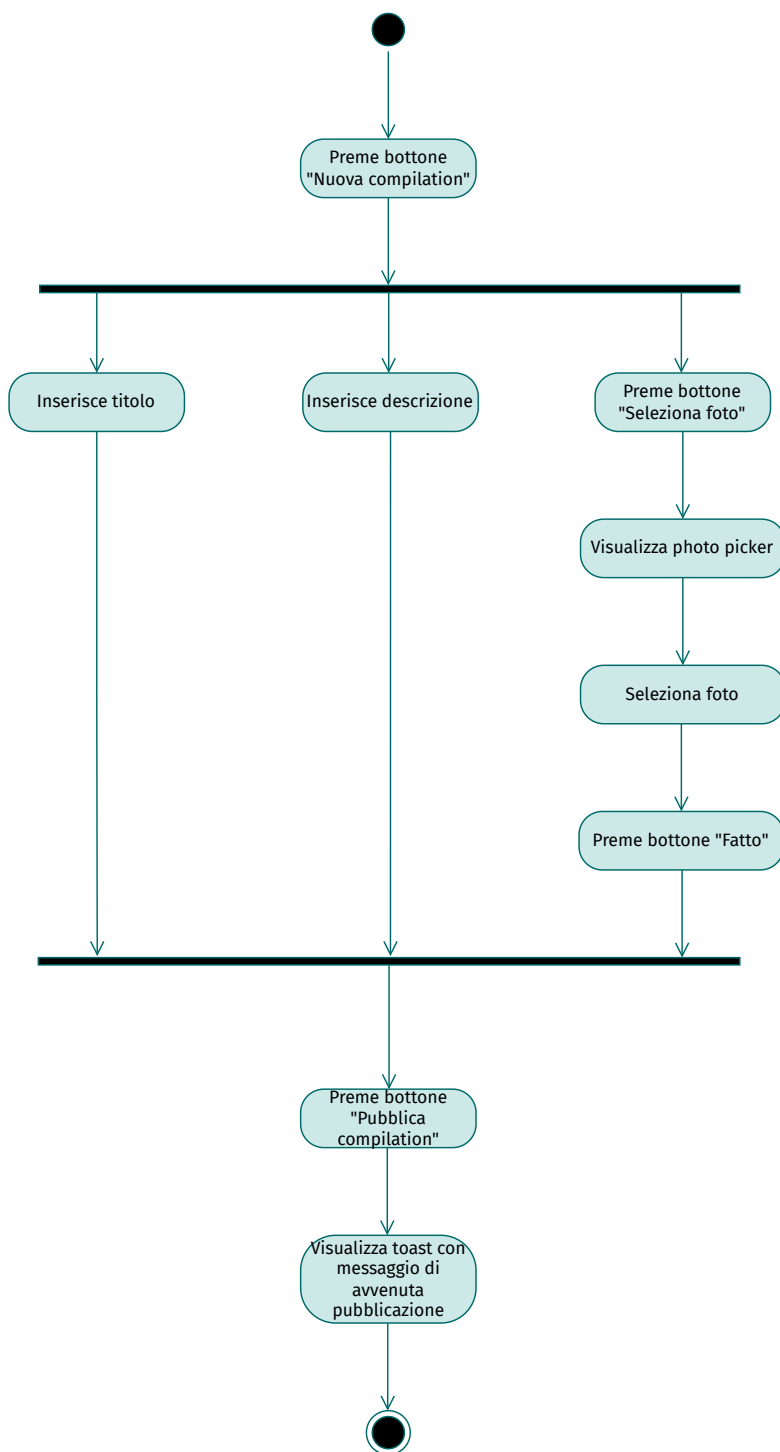 Preme bottone
"Nuova compilation"
Inserisce titolo
Inserisce descrizione
Preme bottone
"Seleziona foto"
Visualizza photo picker
Seleziona foto
Preme bottone "Fatto"
Preme bottone
"Pubblica
compilation"
Visualizza toast con
messaggio di
avvenuta
pubblicazione